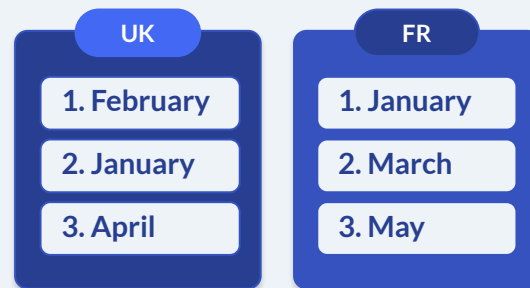 UK
1. February
2. January
3. April
FR
1. January
2. March
3. May